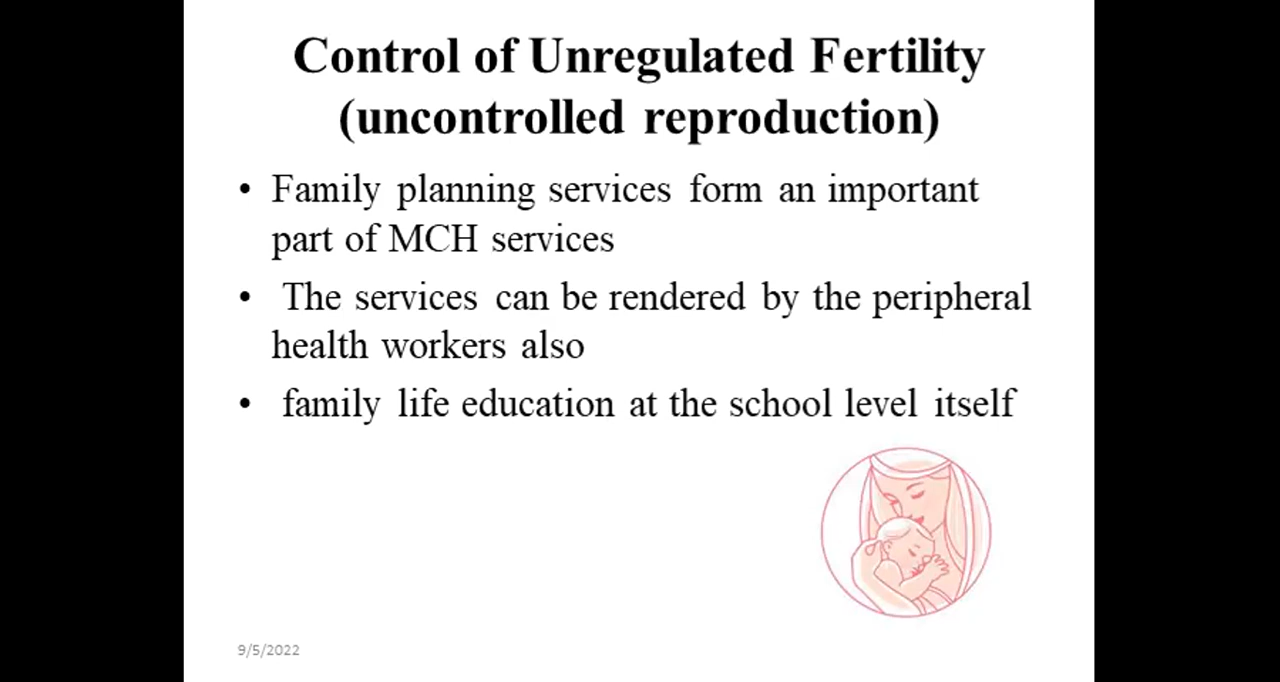 Control of Unregulated Fertility
(uncontrolled reproduction)
• Family planning services form an important
part of MCH services
• The services can be rendered by the peripheral
health workers also
• family life education at the school level itself
9/5/2022